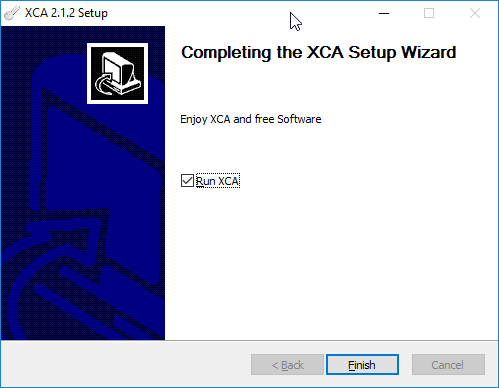 XCA 2.1.2 Setup
Completing the XCA Setup Wizard
Enjoy XCA and free Software
Run XCA
< Back
Finish
Cancel